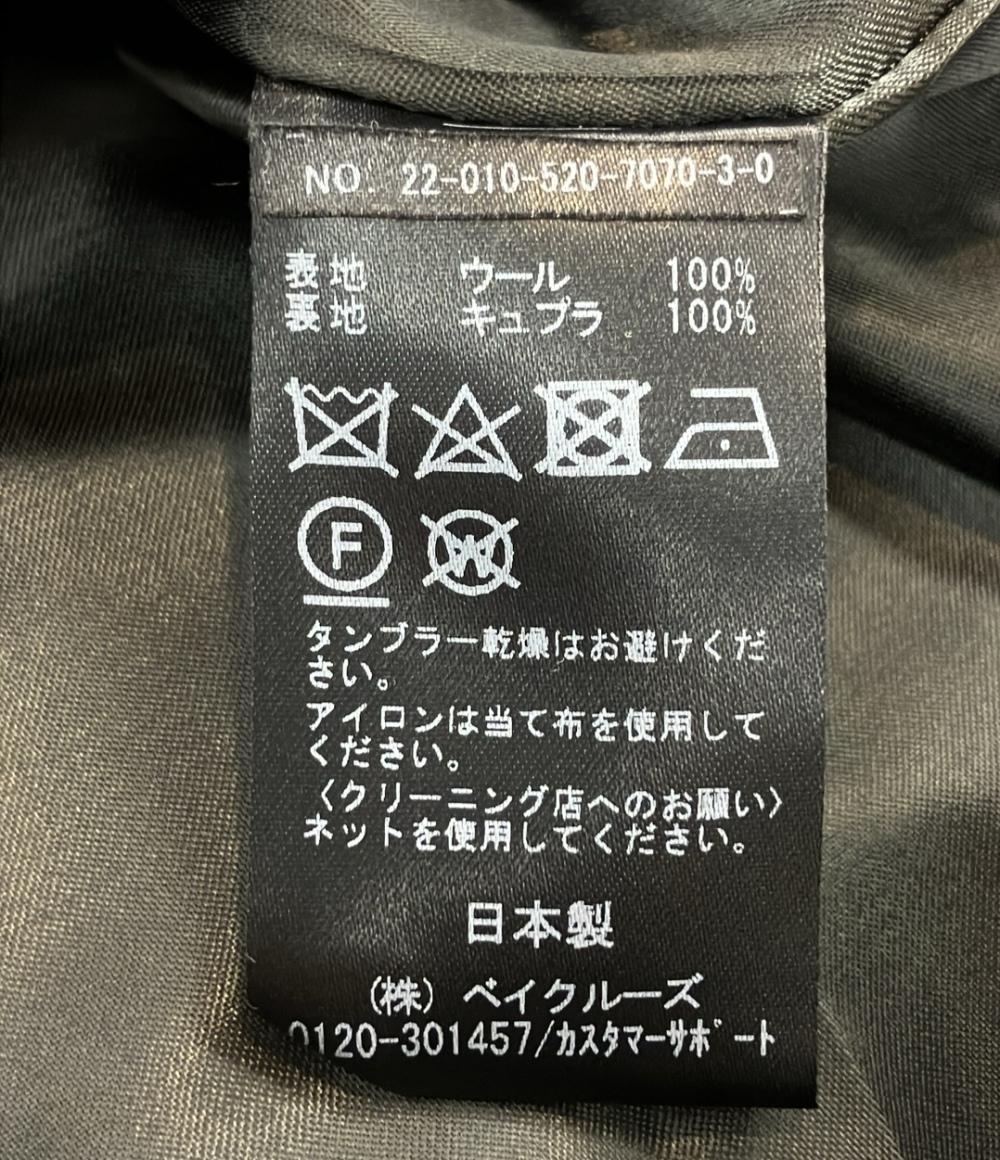 NO. 22-010-520-7070-3-0
表地 ウール 100%
裏地 キュプラ 100%
F
W
タンブラー乾燥はお避けくだ
さい。
アイロンは当て布を使用して
ください。
〈クリーニング店へのお願い〉
ネットを使用してください。
日本製
(株) ベイクルーズ
0120-301457/カスタマーサポート